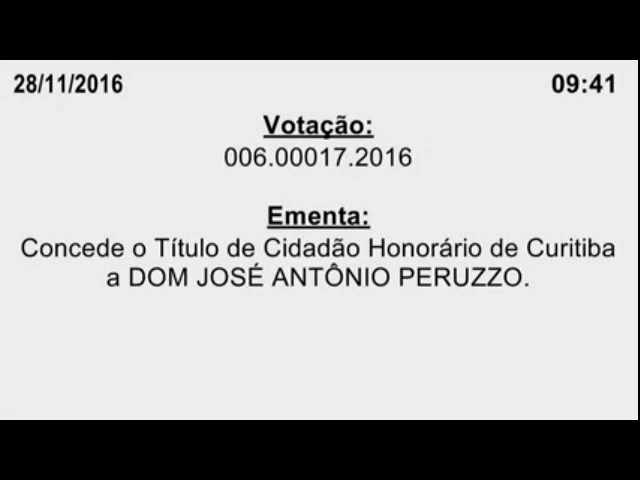 28/11/2016 09:41
Votação:
006.00017.2016
Ementa:
Concede o Título de Cidadão Honorário de Curitiba
a DOM JOSÉ ANTÔNIO PERUZZO.